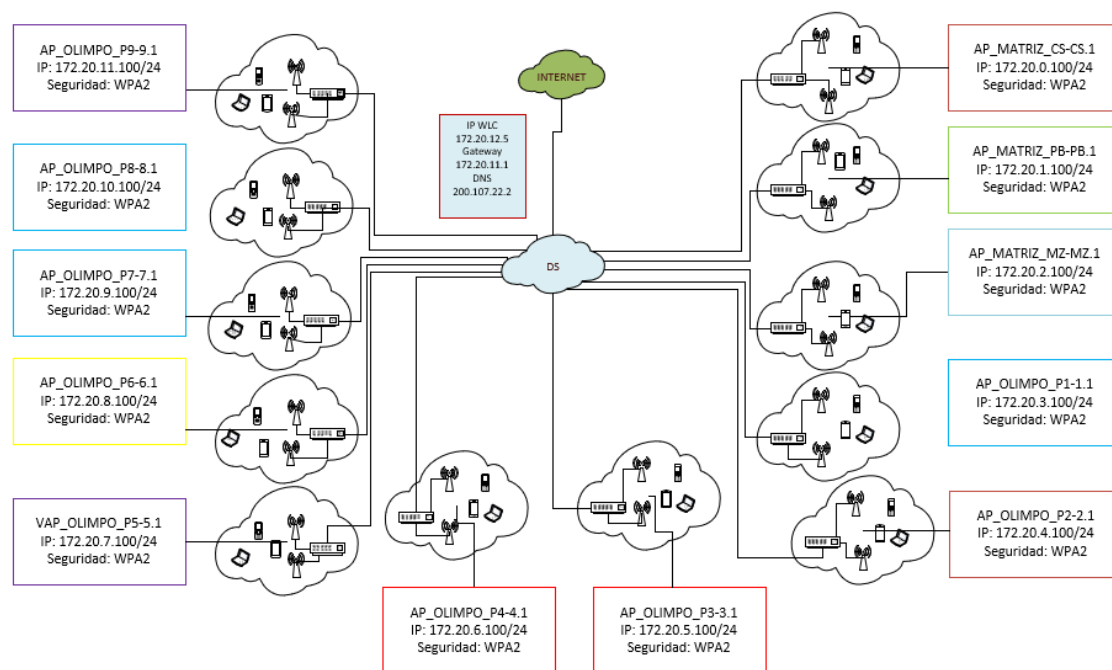 AP_OLIMPO_P9-9.1
IP: 172.20.11.100/24
Seguridad: WPA2
AP_OLIMPO_P8-8.1
IP: 172.20.10.100/24
Seguridad: WPA2
AP_OLIMPO_P7-7.1
IP: 172.20.9.100/24
Seguridad: WPA2
AP_OLIMPO_P6-6.1
IP: 172.20.8.100/24
Seguridad: WPA2
VAP_OLIMPO_P5-5.1
IP: 172.20.7.100/24
Seguridad: WPA2
INTERNET
IP WLC
172.20.12.5
Gateway
172.20.11.1
DNS
200.107.22.2
DS
AP_OLIMPO_P4-4.1
IP: 172.20.6.100/24
Seguridad: WPA2
AP_OLIMPO_P3-3.1
IP: 172.20.5.100/24
Seguridad: WPA2
AP_MATRIZ_CS-CS.1
IP: 172.20.0.100/24
Seguridad: WPA2
AP_MATRIZ_PB-PB.1
IP: 172.20.1.100/24
Seguridad: WPA2
AP_MATRIZ_MZ-MZ.1
IP: 172.20.2.100/24
Seguridad: WPA2
AP_OLIMPO_P1-1.1
IP: 172.20.3.100/24
Seguridad: WPA2
AP_OLIMPO_P2-2.1
IP: 172.20.4.100/24
Seguridad: WPA2